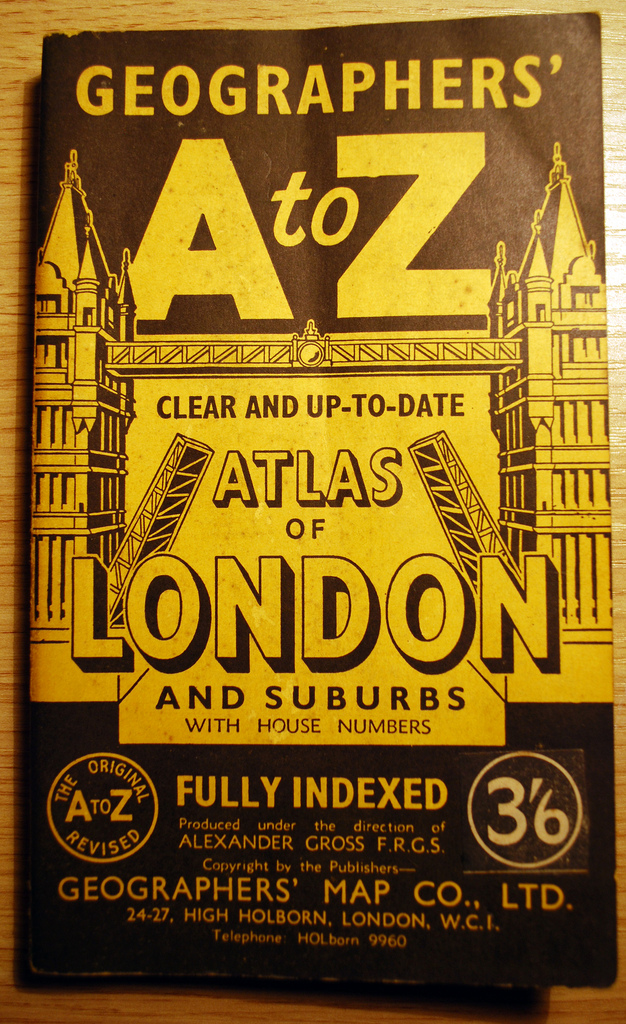 GEOGRAPHERS'
A to Z
CLEAR AND UP-TO-DATE
ATLAS
OF
LONDON
AND SUBURBS
WITH HOUSE NUMBERS
THE ORIGINAL
A TO Z
REVISED
FULLY INDEXED
Produced under the direction of
ALEXANDER GROSS F.R.G.S.
Copyright by the Publishers—
GEOGRAPHERS' MAP CO., LTD.
24-27, HIGH HOLBORN, LONDON, W.C.1.
Telephone: HOLborn 9960
3'6